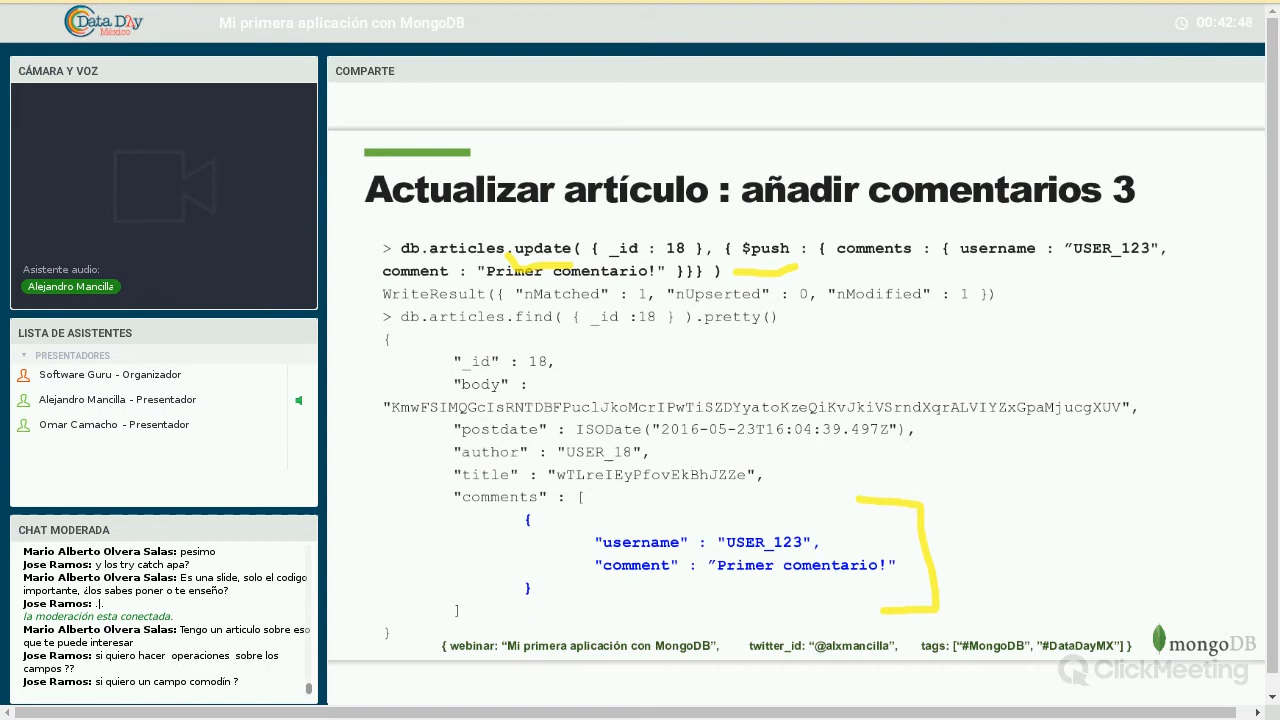 Data Day
México
Mi primera aplicación con MongoDB
00:42:48
CÁMARA Y VOZ
Asistente audio:
Alejandro Mancilla
LISTA DE ASISTENTES
PRESENTADORES
Software Guru - Organizador
Alejandro Mancilla - Presentador
Omar Camacho - Presentador
CHAT MODERADA
Mario Alberto Olvera Salas: pesimo
Jose Ramos: y los try catch apa?
Mario Alberto Olvera Salas: Es una slide, solo el codigo
importante, ¿los sabes poner o te enseño?
Jose Ramos: .|.
la moderación esta conectada.
Mario Alberto Olvera Salas: Tengo un articulo sobre eso
que te puede interesar
Jose Ramos: si quiero hacer operaciones sobre los
campos ??
Jose Ramos: si quiero un campo comodín ?
COMPARTE
Actualizar artículo : añadir comentarios 3
> db.articles.update( { _id : 18 }, { $push : { comments : { username : ”USER_123",
comment : "Primer comentario!" }}} )
WriteResult({ "nMatched" : 1, "nUpserted" : 0, "nModified" : 1 })
> db.articles.find( { _id :18 } ).pretty()
{
"_id" : 18,
"body" :
"KmwFSIMQGcIsRNTDBFPuclJkoMcrIPwTiSZDYyatoKzeQiKvJkiVSrndXqrALVIYZxGpaMjucgXUV",
"postdate" : ISODate("2016-05-23T16:04:39.497Z"),
"author" : "USER_18",
"title" : "wTLreIEyPfovEkBhJZZe",
"comments" : [
{
"username" : "USER_123",
"comment" : ”Primer comentario!"
}
]
}
{ webinar: “Mi primera aplicación con MongoDB”, twitter_id: “@alxmancilla”, tags: [“#MongoDB”, ”#DataDayMX”] }
mongoDB
ClickMeeting